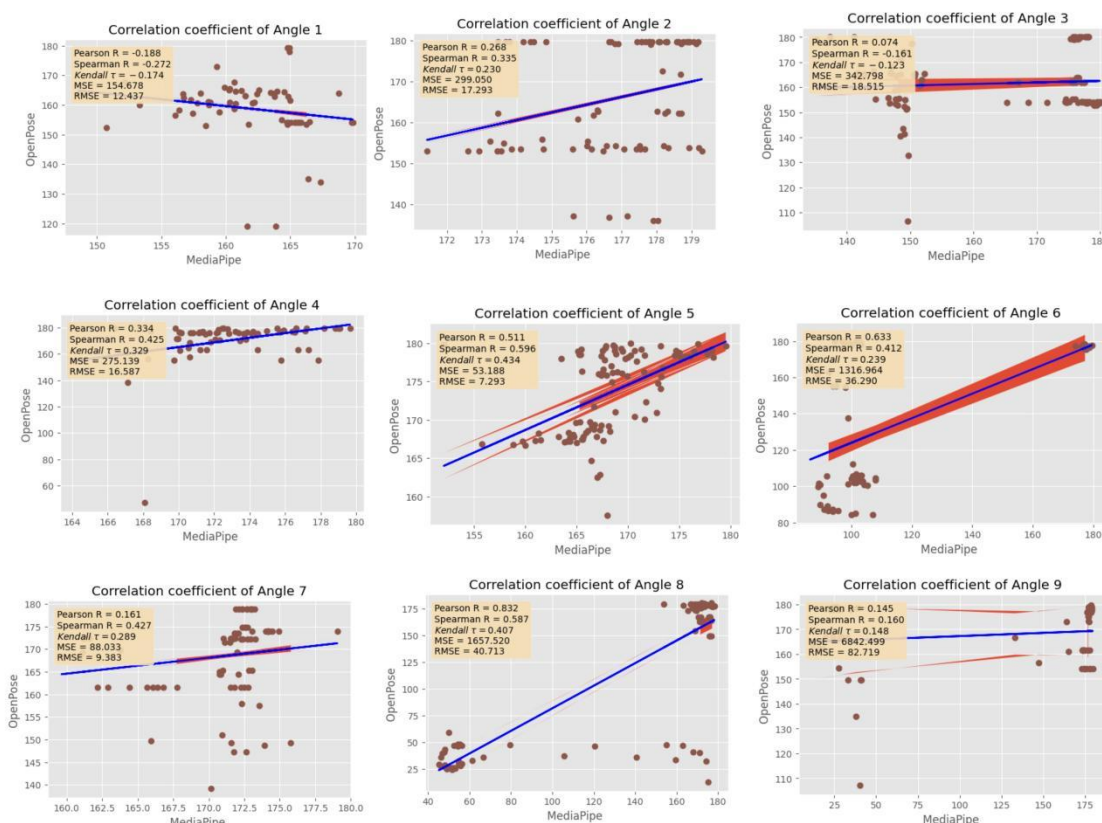 Correlation coefficient of Angle 1
Pearson R = -0.188
Spearman R = -0.272
Kendall τ = −0.174
MSE = 154.678
RMSE = 12.437
180
170
160
150
140
130
120
OpenPose
150
155
160
165
170
MediaPipe
Correlation coefficient of Angle 2
Pearson R = 0.268
Spearman R = 0.335
Kendall τ = 0.230
MSE = 299.050
RMSE = 17.293
180
170
160
150
140
OpenPose
172
173
174
175
176
177
178
179
MediaPipe
Correlation coefficient of Angle 3
Pearson R = 0.074
Spearman R = -0.161
Kendall τ = −0.123
MSE = 342.798
RMSE = 18.515
180
170
160
150
140
130
120
110
OpenPose
140
150
160
170
180
MediaPipe
Correlation coefficient of Angle 4
Pearson R = 0.334
Spearman R = 0.425
Kendall τ = 0.329
MSE = 275.139
RMSE = 16.587
180
160
140
120
100
80
60
OpenPose
164
166
168
170
172
174
176
178
180
MediaPipe
Correlation coefficient of Angle 5
Pearson R = 0.511
Spearman R = 0.596
Kendall τ = 0.434
MSE = 53.188
RMSE = 7.293
180
175
170
165
160
OpenPose
155
160
165
170
175
180
MediaPipe
Correlation coefficient of Angle 6
Pearson R = 0.633
Spearman R = 0.412
Kendall τ = 0.239
MSE = 1316.964
RMSE = 36.290
180
160
140
120
100
80
OpenPose
100
120
140
160
180
MediaPipe
Correlation coefficient of Angle 7
Pearson R = 0.161
Spearman R = 0.427
Kendall τ = 0.289
MSE = 88.033
RMSE = 9.383
180
175
170
165
160
155
150
145
140
OpenPose
160.0
162.5
165.0
167.5
170.0
172.5
175.0
177.5
180.0
MediaPipe
Correlation coefficient of Angle 8
Pearson R = 0.832
Spearman R = 0.587
Kendall τ = 0.407
MSE = 1657.520
RMSE = 40.713
175
150
125
100
75
50
25
OpenPose
40
60
80
100
120
140
160
180
MediaPipe
Correlation coefficient of Angle 9
Pearson R = 0.145
Spearman R = 0.160
Kendall τ = 0.148
MSE = 6842.499
RMSE = 82.719
180
170
160
150
140
130
120
110
OpenPose
25
50
75
100
125
150
175
MediaPipe